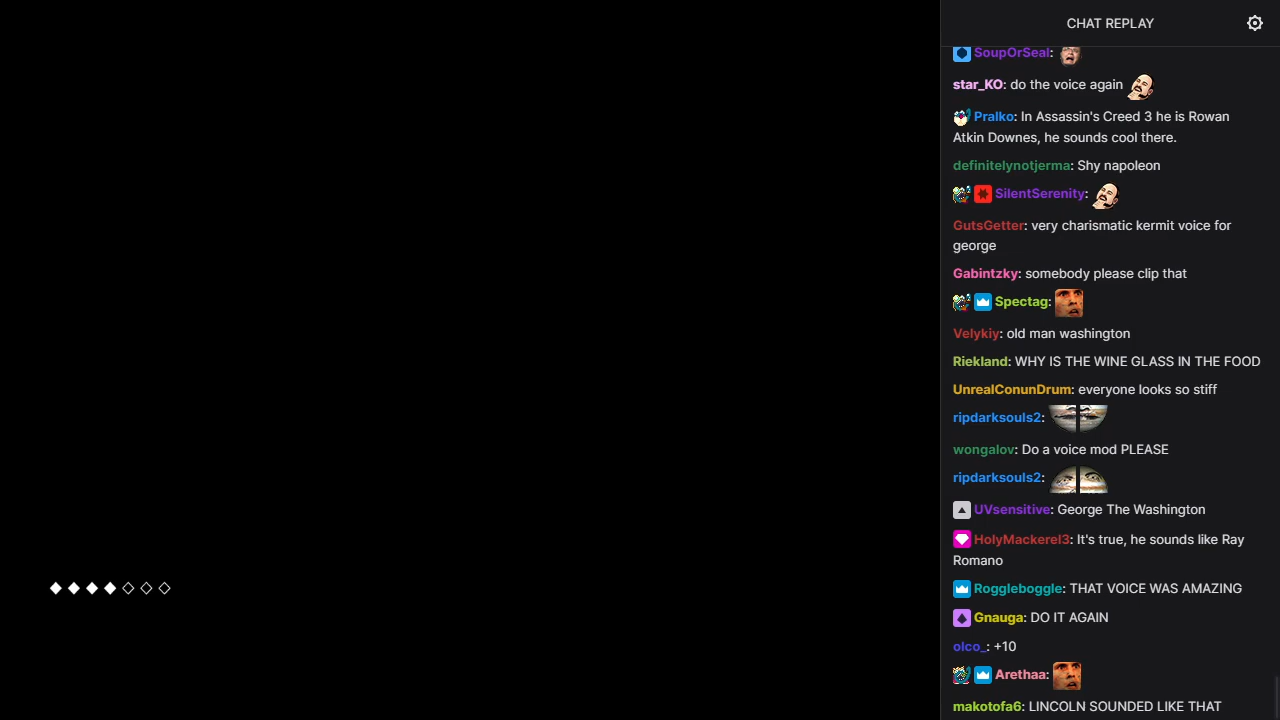 CHAT REPLAY
SoupOrSeal:
star_KO: do the voice again
Pralko: In Assassin's Creed 3 he is Rowan
Atkin Downes, he sounds cool there.
definitelynotjerma: Shy napoleon
SilentSerenity:
GutsGetter: very charismatic kermit voice for
george
Gabintzky: somebody please clip that
Spectag:
Velykiy: old man washington
Riekland: WHY IS THE WINE GLASS IN THE FOOD
UnrealConunDrum: everyone looks so stiff
ripdarksouls2:
wongalov: Do a voice mod PLEASE
ripdarksouls2:
UVsensitive: George The Washington
HolyMackerel3: It's true, he sounds like Ray
Romano
Roggleboggle: THAT VOICE WAS AMAZING
Gnauga: DO IT AGAIN
olco_: +10
Arethaa:
makotofa6: LINCOLN SOUNDED LIKE THAT